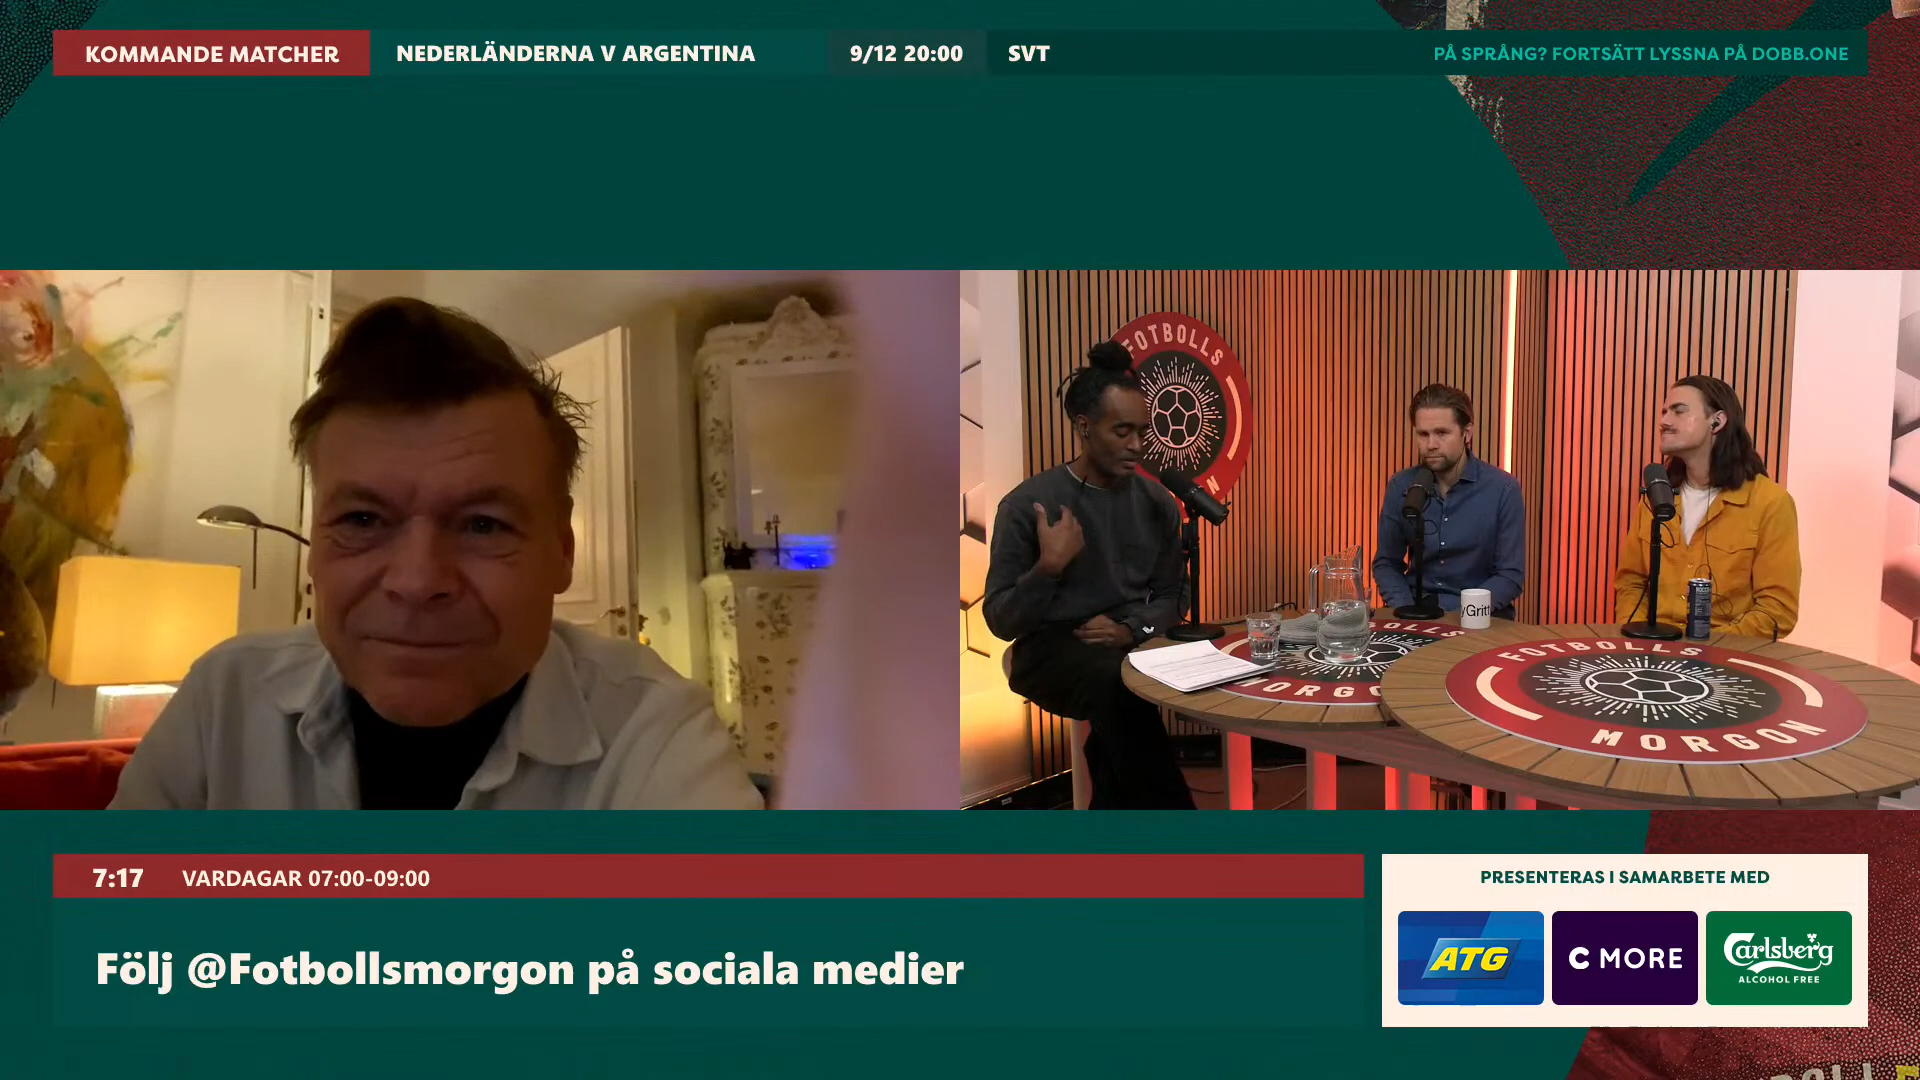 KOMMANDE MATCHER NEDERLÄNDERNA V ARGENTINA 9/12 20:00 SVT PÅ SPRÅNG? FORTSÄTT LYSSNA PÅ DOBB.ONE
FOTBOLLS
FOTBOLLS
MORGON
7:17 VARDAGAR 07:00-09:00
Följ @Fotbollsmorgon på sociala medier
PRESENTERAS I SAMARBETE MED
ATG
C MORE
Carlsberg
ALCOHOL FREE